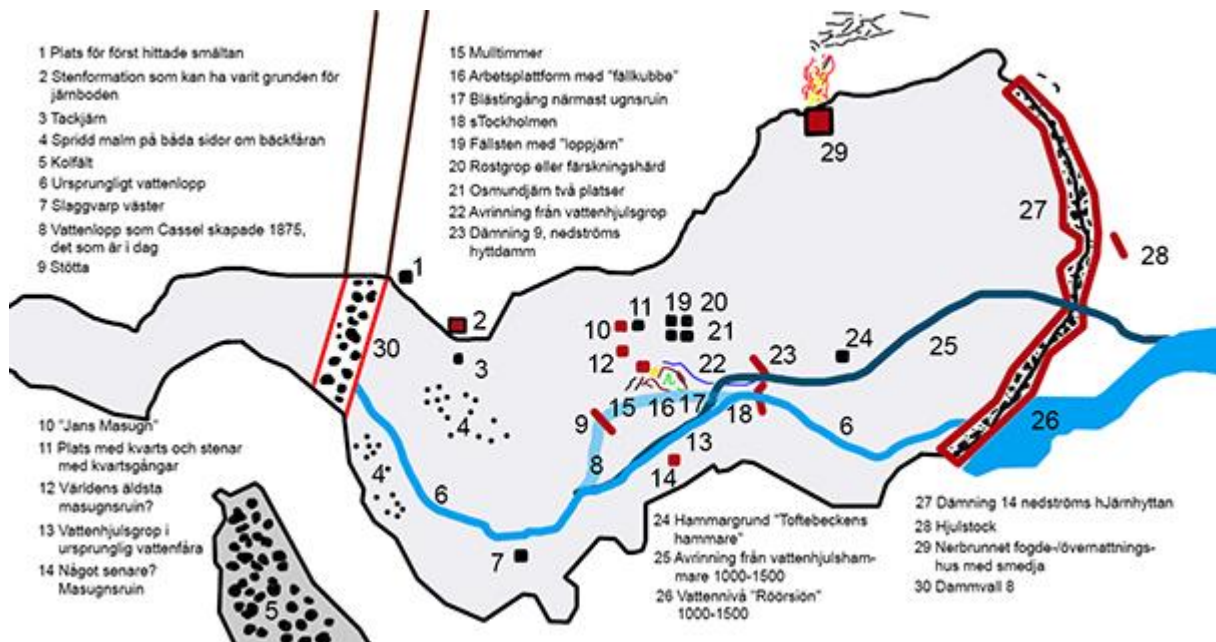 1 Plats för först hittade smältan
2 Stenformation som kan ha varit grunden för
järnboden
3 Tackjärn
4 Spridd malm på båda sidor om bäckfåran
5 Kolfält
6 Ursprungligt vattenlopp
7 Slaggvarp väster
8 Vattenlopp som Cassel skapade 1875,
det som är i dag
9 Stötta
15 Mulltimmer
16 Arbetsplattform med "fällkubbe"
17 Blästingång närmast ugnsruin
18 sTockholmen
19 Fällsten med "loppjärn"
20 Rostgrop eller färskningshärd
21 Osmundjärn två platser
22 Avrinning från vattenhjulsgrop
23 Dämning 9, nedströms
hyttdamm
29
27
28
1
2
30
3
4
4
6
7
5
10
11
19
20
21
12
22
23
24
25
9
15
16
17
18
8
13
14
6
26
10 "Jans Masugn"
11 Plats med kvarts och stenar
med kvartsgångar
12 Världens äldsta
masugnsruin?
13 Vattenhjulsgrop i
ursprunglig vattenfåra
14 Något senare?
Masugnsruin
24 Hammargrund "Toftebeckens
hammare"
25 Avrinning från vattenhjulsham-
mare 1000-1500
26 Vattennivå "Röörsiön"
1000-1500
27 Dämning 14 nedströms hJärnhyttan
28 Hjulstock
29 Nerbrunnet fogde-/övernattnings-
hus med smedja
30 Dammvall 8